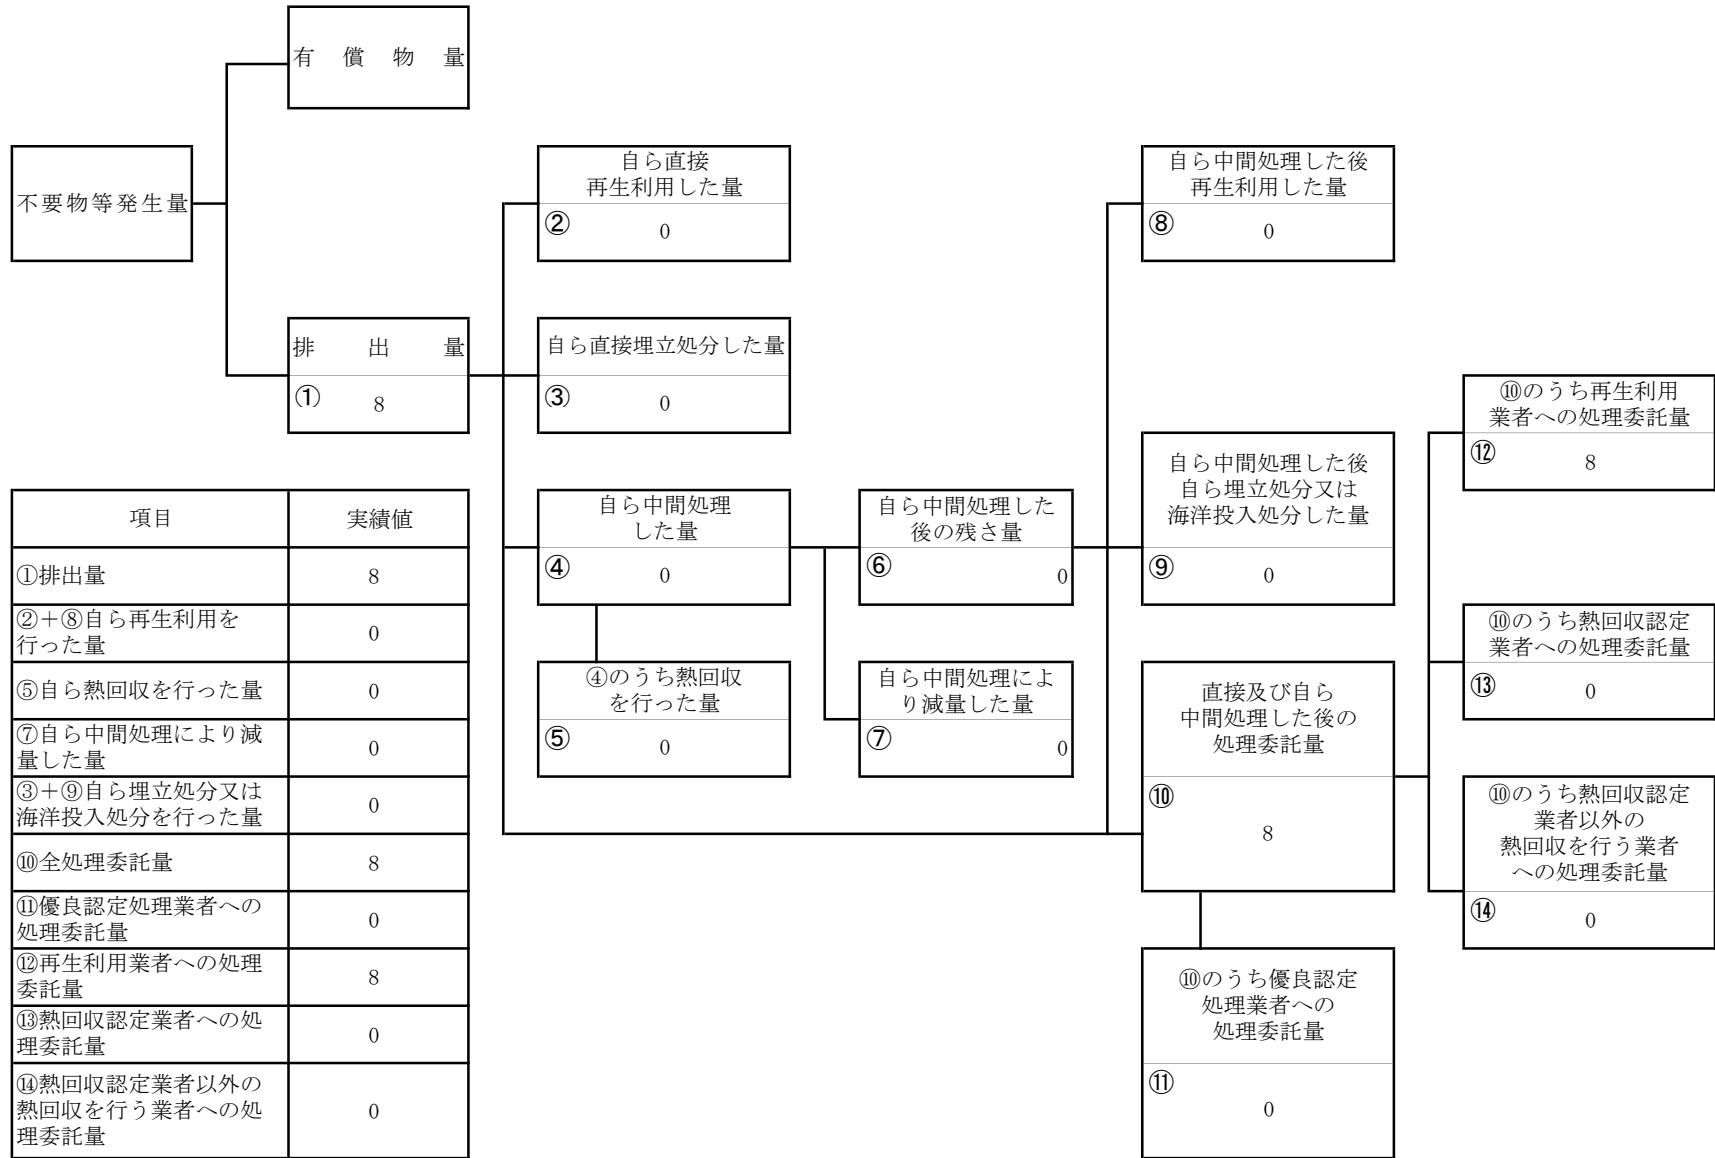 有償物量
不要物等発生量
排出量
① 8
自ら直接
再生利用した量
② 0
自ら直接埋立処分した量
③ 0
自ら中間処理
した量
④ 0
④のうち熱回収
を行った量
⑤ 0
自ら中間処理した
後の残さ量
⑥ 0
自ら中間処理によ
り減量した量
⑦ 0
自ら中間処理した後
再生利用した量
⑧ 0
自ら中間処理した後
自ら埋立処分又は
海洋投入処分した量
⑨ 0
直接及び自ら
中間処理した後の
処理委託量
⑩
8
⑩のうち優良認定
処理業者への
処理委託量
⑪
0
⑩のうち再生利用
業者への処理委託量
⑫ 8
⑩のうち熱回収認定
業者への処理委託量
⑬ 0
⑩のうち熱回収認定
業者以外の
熱回収を行う業者
への処理委託量
⑭ 0
項目 実績値
①排出量 8
②+⑧自ら再生利用を
行った量 0
⑤自ら熱回収を行った量 0
⑦自ら中間処理により減
量した量 0
③+⑨自ら埋立処分又は
海洋投入処分を行った量 0
⑩全処理委託量 8
⑪優良認定処理業者への
処理委託量 0
⑫再生利用業者への処理
委託量 8
⑬熱回収認定業者への処
理委託量 0
⑭熱回収認定業者以外の
熱回収を行う業者への処
理委託量 0